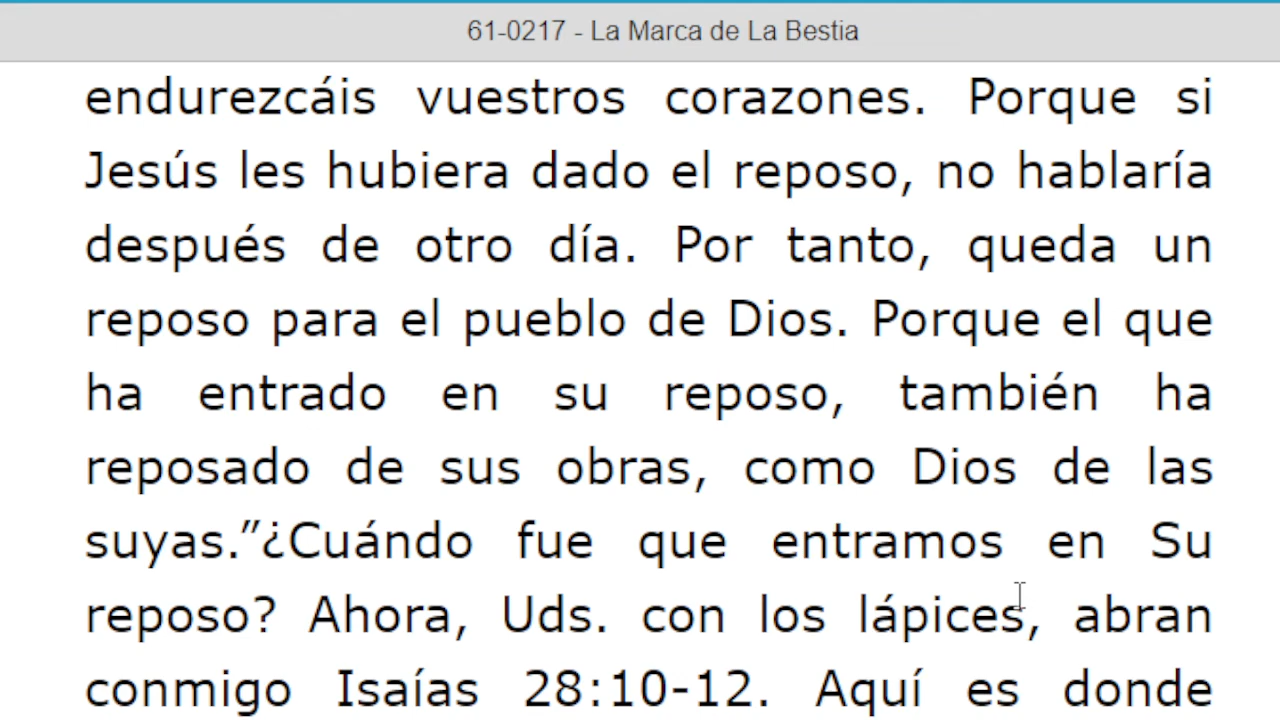 61-0217 - La Marca de La Bestia
endurezcáis vuestros corazones. Porque si
Jesús les hubiera dado el reposo, no hablaría
después de otro día. Por tanto, queda un
reposo para el pueblo de Dios. Porque el que
ha entrado en su reposo, también ha
reposado de sus obras, como Dios de las
suyas.”¿Cuándo fue que entramos en Su
reposo? Ahora, Uds. con los lápices, abran
conmigo Isaías 28:10-12. Aquí es donde